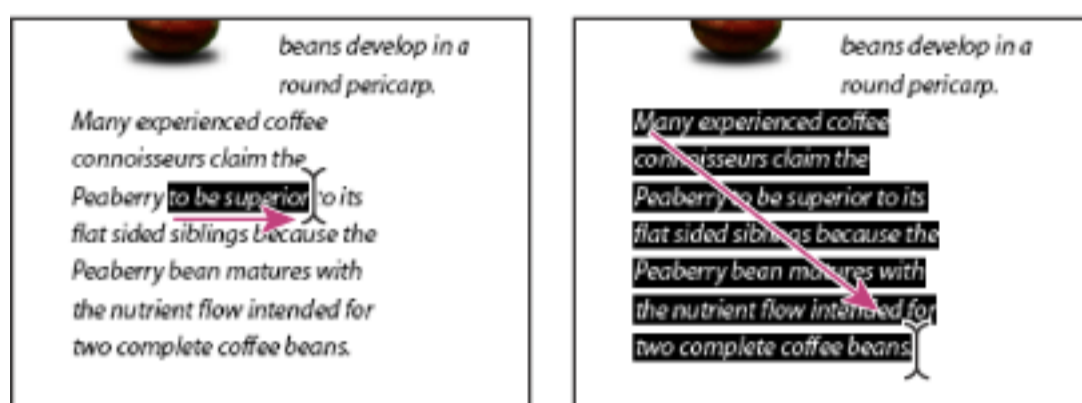 beans develop in a
round pericarp.
Many experienced coffee
connoisseurs claim the
Peaberry to be superior to its
flat sided siblings because the
Peaberry bean matures with
the nutrient flow intended for
two complete coffee beans.
beans develop in a
round pericarp.
Many experienced coffee
connoisseurs claim the
Peaberry to be superior to its
flat sided siblings because the
Peaberry bean matures with
the nutrient flow intended for
two complete coffee beans.